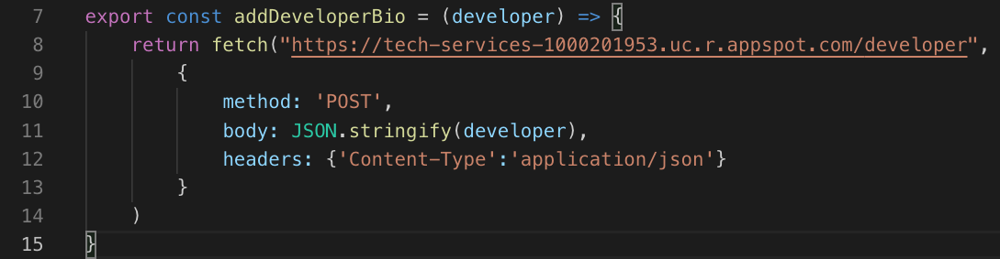 7 export const addDeveloperBio = (developer) => {
8 return fetch("https://tech-services-1000201953.uc.r.appspot.com/developer",
9 {
10 method: 'POST',
11 body: JSON.stringify(developer),
12 headers: {'Content-Type':'application/json'}
13 }
14 )
15 }